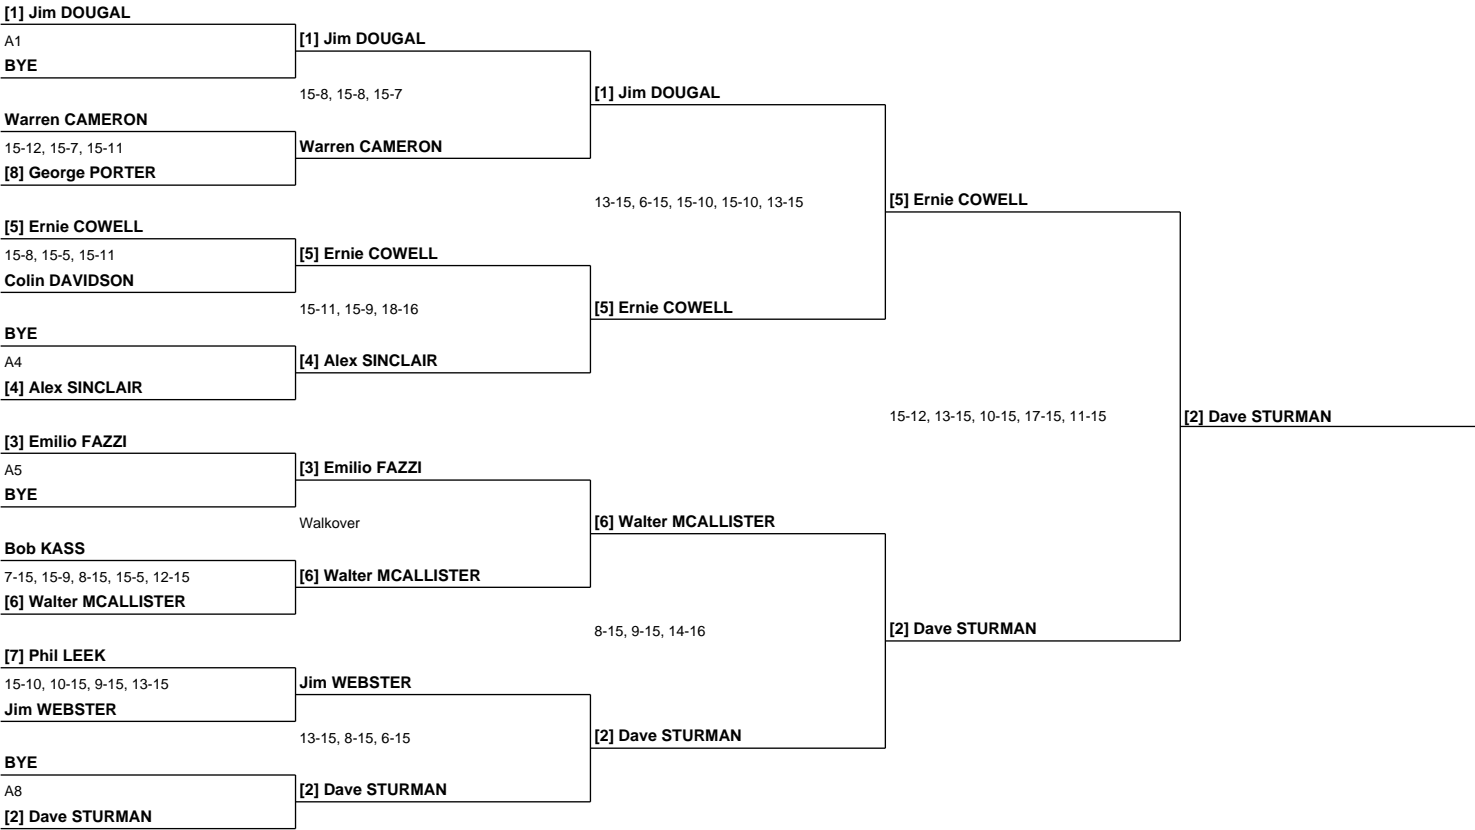 [1] Jim DOUGAL
A1
BYE
Warren CAMERON
15-12, 15-7, 15-11
[8] George PORTER
[5] Ernie COWELL
15-8, 15-5, 15-11
Colin DAVIDSON
BYE
A4
[4] Alex SINCLAIR
[3] Emilio FAZZI
A5
BYE
Bob KASS
7-15, 15-9, 8-15, 15-5, 12-15
[6] Walter MCALLISTER
[7] Phil LEEK
15-10, 10-15, 9-15, 13-15
Jim WEBSTER
BYE
A8
[2] Dave STURMAN
[1] Jim DOUGAL
15-8, 15-8, 15-7
Warren CAMERON
[5] Ernie COWELL
15-11, 15-9, 18-16
[4] Alex SINCLAIR
[3] Emilio FAZZI
Walkover
[6] Walter MCALLISTER
Jim WEBSTER
13-15, 8-15, 6-15
[2] Dave STURMAN
[1] Jim DOUGAL
13-15, 6-15, 15-10, 15-10, 13-15
[5] Ernie COWELL
[6] Walter MCALLISTER
8-15, 9-15, 14-16
[2] Dave STURMAN
[5] Ernie COWELL
15-12, 13-15, 10-15, 17-15, 11-15
[2] Dave STURMAN
[2] Dave STURMAN